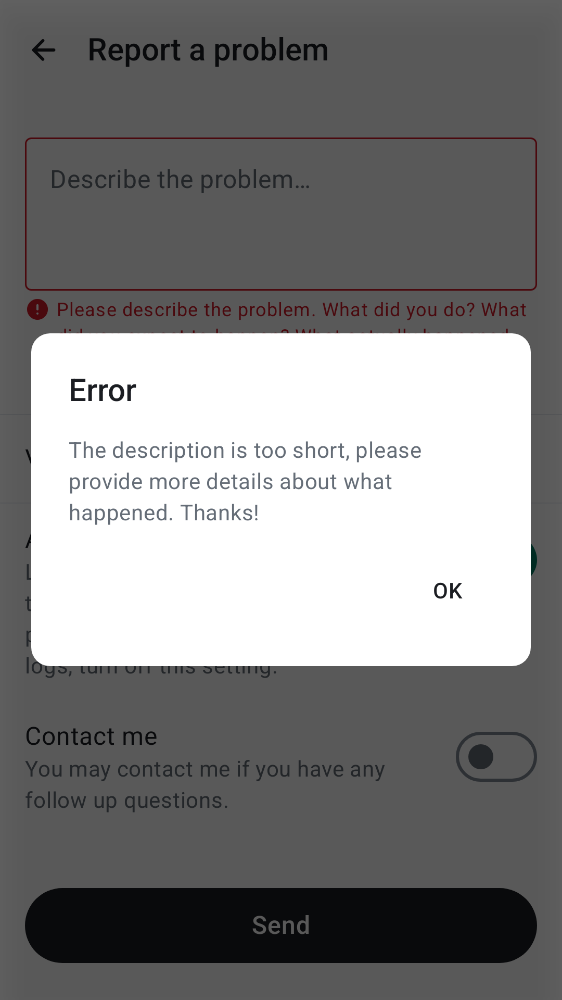 Report a problem
Describe the problem…
Please describe the problem. What did you do? What
Error
The description is too short, please
provide more details about what
happened. Thanks!
OK
logs, turn off this setting.
Contact me
You may contact me if you have any
follow up questions.
Send